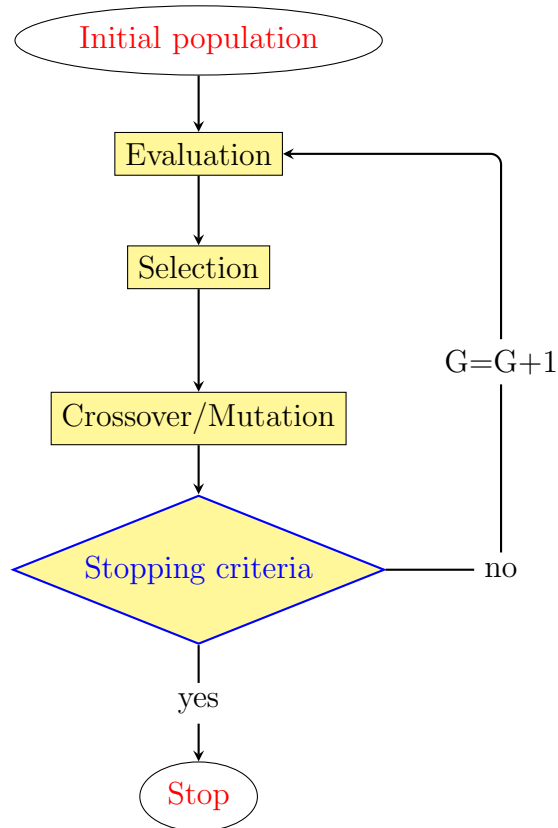 Initial population
Evaluation
Selection
G=G+1
Crossover/Mutation
Stopping criteria
no
yes
Stop